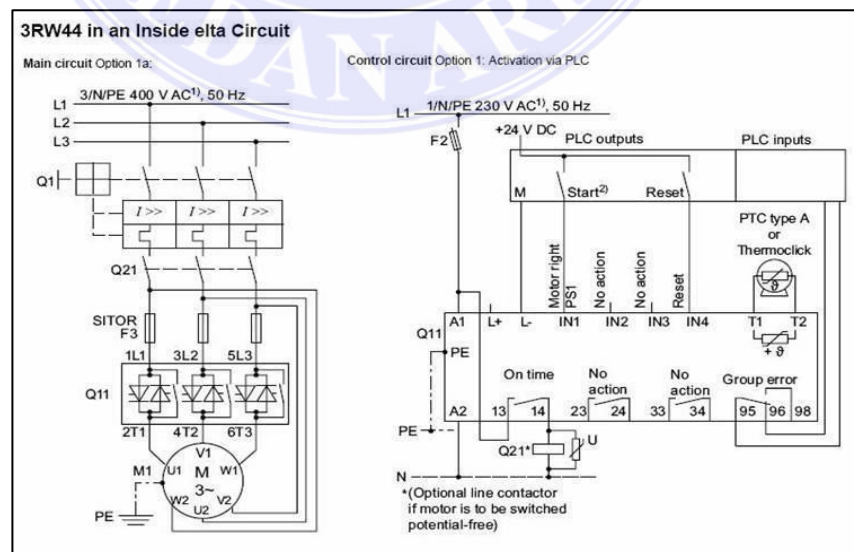 DAN AR
3RW44 in an Inside elta Circuit
Main circuit Option 1a:
Control circuit Option 1: Activation via PLC
3/N/PE 400 V AC1), 50 Hz
L1
L2
L3
Q1
I >> I >> I >>
Q21
SITOR
F3
1L1 3L2 5L3
Q11
2T1 4T2 6T3
M1 U1 V1 W1
M
3~
W2 U2 V2
PE
L1 1/N/PE 230 V AC1), 50 Hz
F2
+24 V DC
PLC outputs PLC inputs
M Start2) Reset
PTC type A
or
Thermoclick
ϑ
Motor right
PS1
No action
No action
Reset
A1 L+ L- IN1 IN2 IN3 IN4 T1 T2
Q11
PE
+ ϑ
On time No action No action Group error
A2 13 14 23 24 33 34 95 96 98
PE
Q21* U
N
*(Optional line contactor
if motor is to be switched
potential-free)